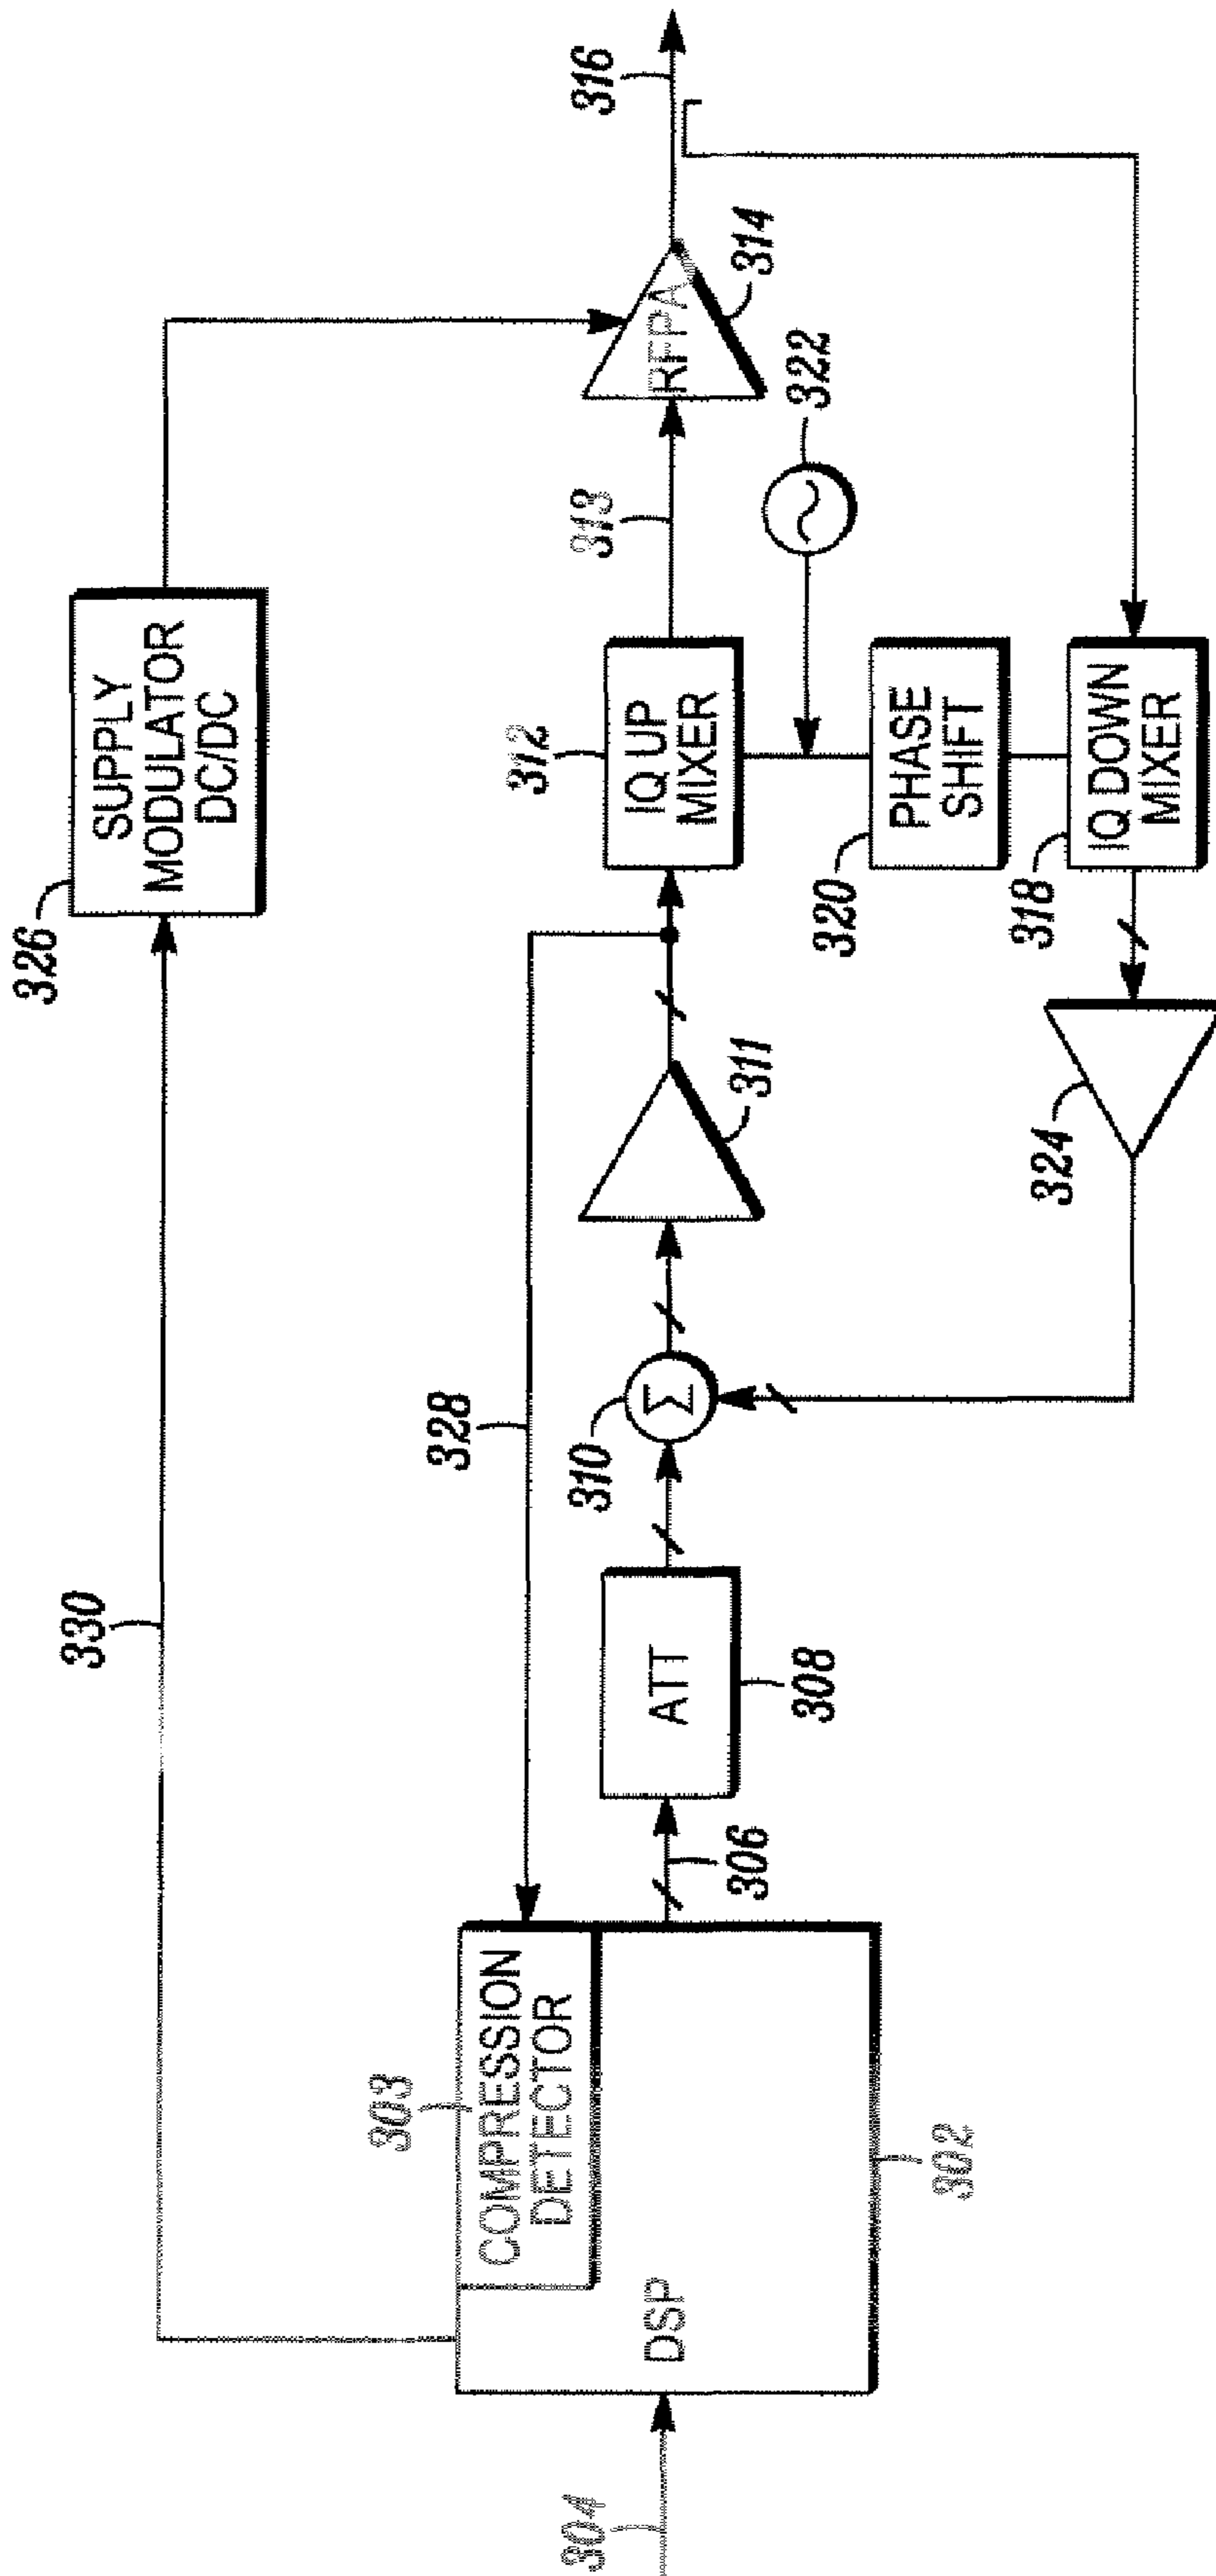 330
326
SUPPLY
MODULATOR
DC/DC
303
COMPRESSION
DETECTOR
328
304
DSP
302
306
ATT
308
310
Σ
311
312
IQ UP
MIXER
313
RFPA
314
316
322
320
PHASE
SHIFT
324
318
IQ DOWN
MIXER